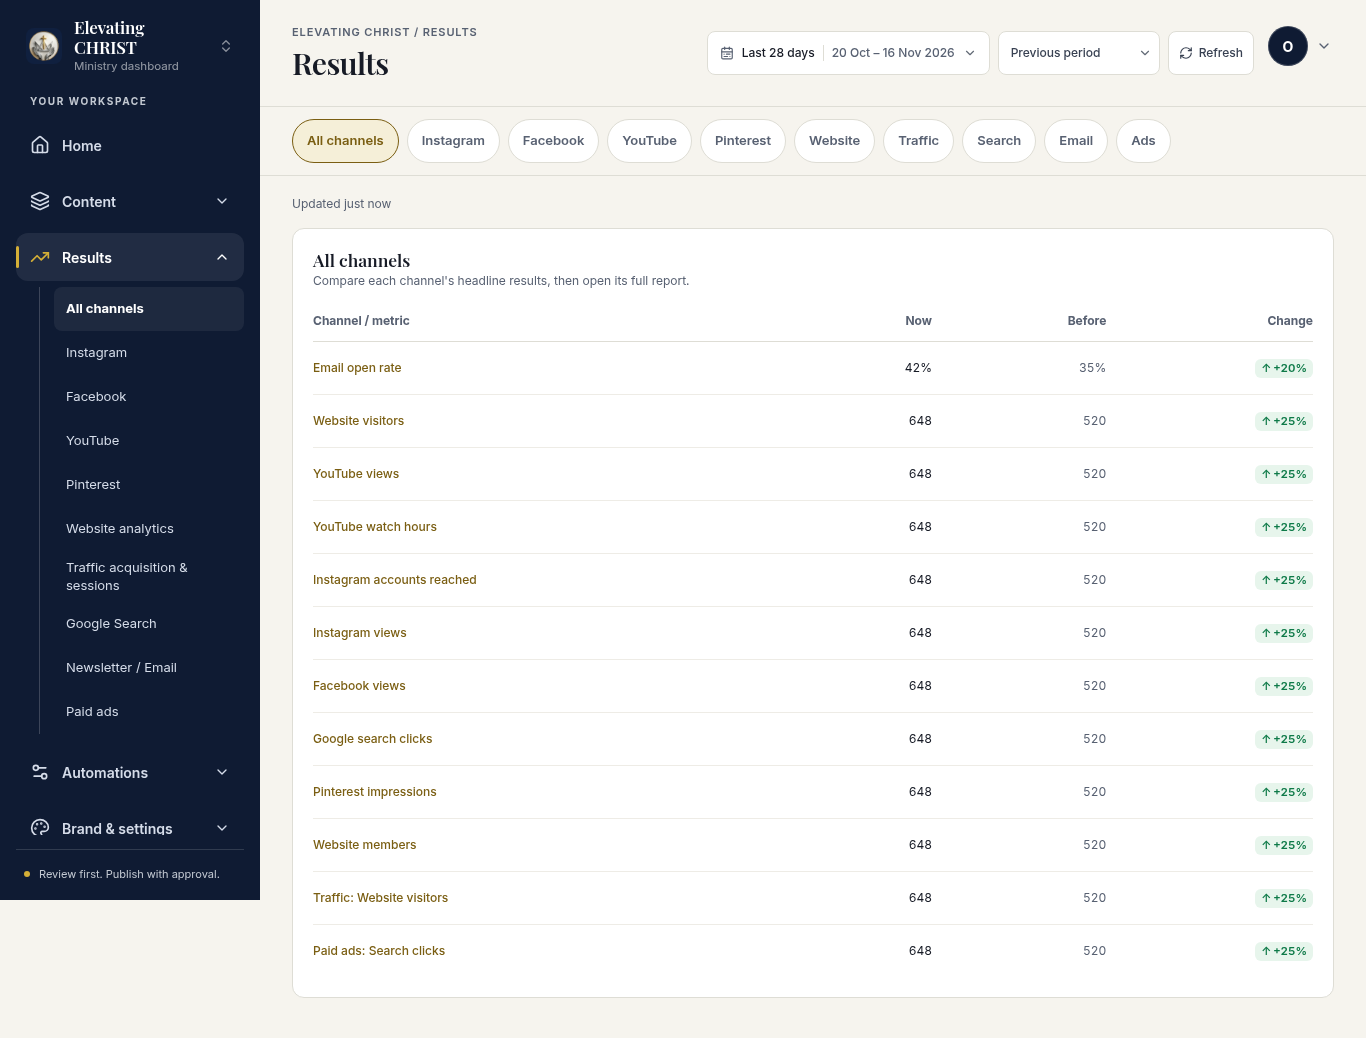 Elevating
CHRIST
Ministry dashboard
YOUR WORKSPACE
Home
Content
Results
All channels
Instagram
Facebook
YouTube
Pinterest
Website analytics
Traffic acquisition &
sessions
Google Search
Newsletter / Email
Paid ads
Automations
Brand & settings
Review first. Publish with approval.
ELEVATING CHRIST / RESULTS
Results
Last 28 days 20 Oct – 16 Nov 2026
Previous period
Refresh
O
All channels Instagram Facebook YouTube Pinterest Website Traffic Search Email Ads
Updated just now
All channels
Compare each channel's headline results, then open its full report.
Channel / metric Now Before Change
Email open rate 42% 35% ↑ +20%
Website visitors 648 520 ↑ +25%
YouTube views 648 520 ↑ +25%
YouTube watch hours 648 520 ↑ +25%
Instagram accounts reached 648 520 ↑ +25%
Instagram views 648 520 ↑ +25%
Facebook views 648 520 ↑ +25%
Google search clicks 648 520 ↑ +25%
Pinterest impressions 648 520 ↑ +25%
Website members 648 520 ↑ +25%
Traffic: Website visitors 648 520 ↑ +25%
Paid ads: Search clicks 648 520 ↑ +25%